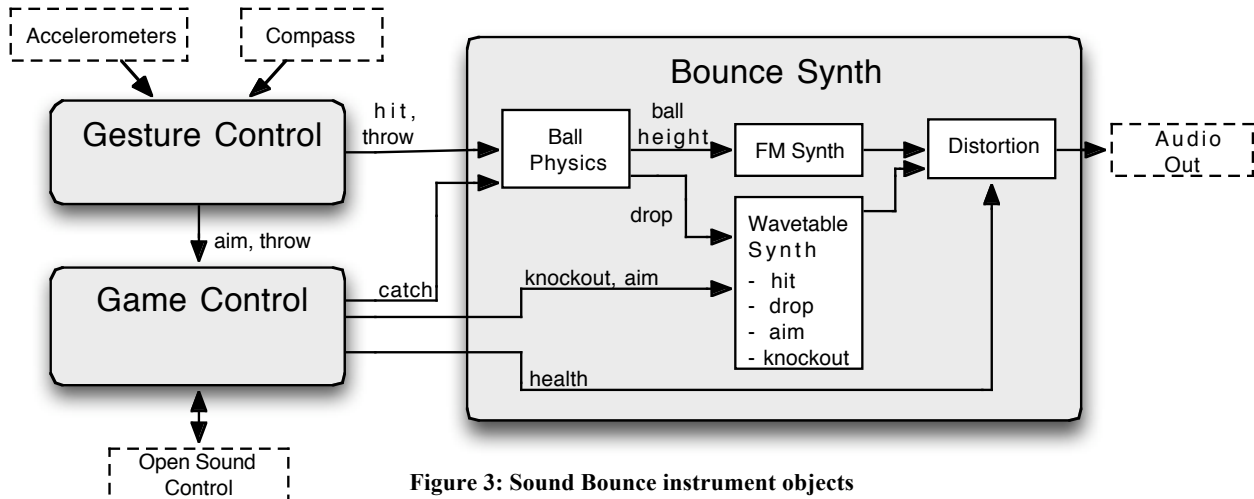 Accelerometers
Compass
Gesture Control
hit,
throw
aim, throw
Game Control
catch
knockout, aim
health
Open Sound
Control
Bounce Synth
Ball
Physics
ball
height
drop
FM Synth
Wavetable
Synth
- hit
- drop
- aim
- knockout
Distortion
Audio
Out
Figure 3: Sound Bounce instrument objects